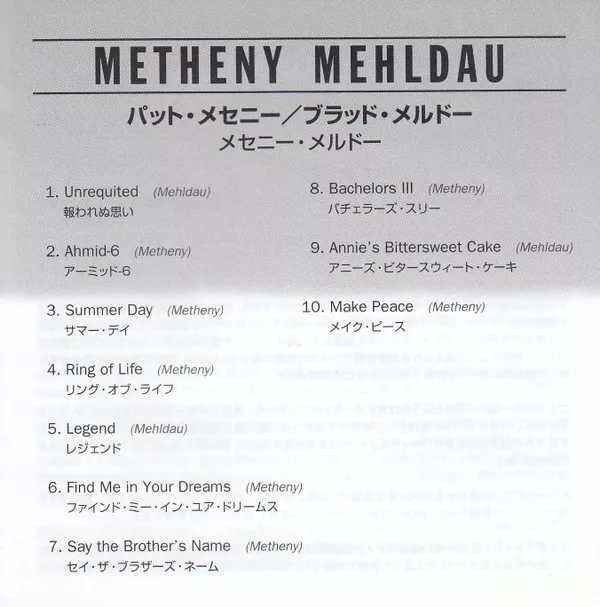 METHENY MEHLDAU
パット・メセニー／ブラッド・メルドー
メセニー・メルドー
1. Unrequited (Mehldau)
報われぬ思い
2. Ahmid-6 (Metheny)
アーミッド-6
3. Summer Day (Metheny)
サマー・デイ
4. Ring of Life (Metheny)
リング・オブ・ライフ
5. Legend (Mehldau)
レジェンド
6. Find Me in Your Dreams (Metheny)
ファインド・ミー・イン・ユア・ドリームス
7. Say the Brother's Name (Metheny)
セイ・ザ・ブラザーズ・ネーム
8. Bachelors III (Metheny)
バチェラーズ・スリー
9. Annie's Bittersweet Cake (Mehldau)
アニーズ・ビタースウィート・ケーキ
10. Make Peace (Metheny)
メイク・ピース